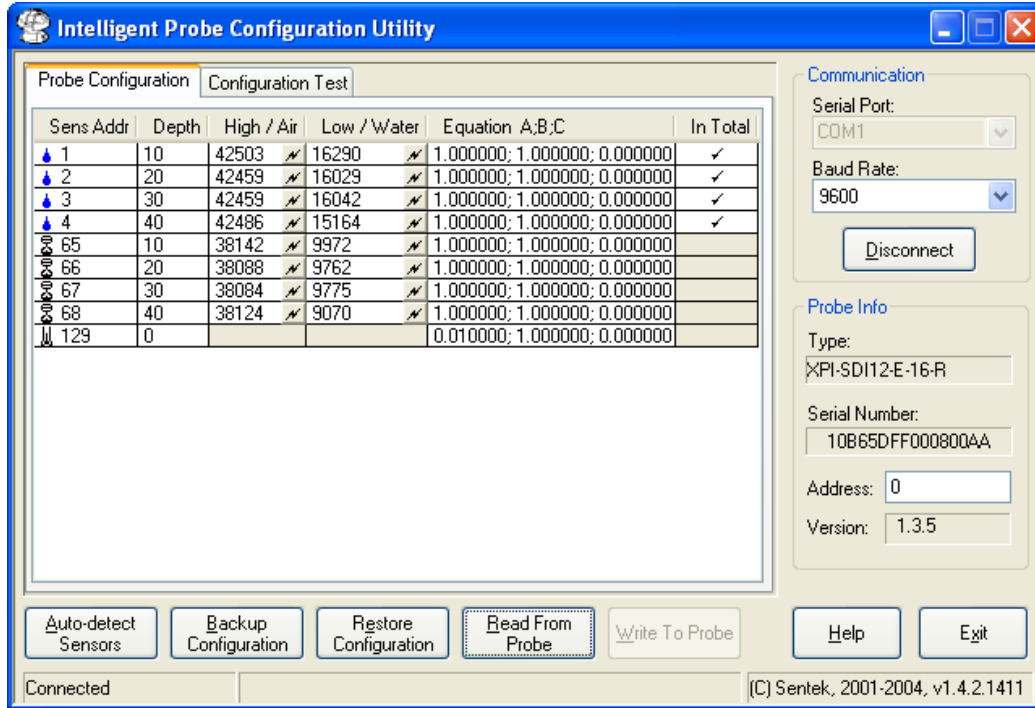 Intelligent Probe Configuration Utility
Probe Configuration
Configuration Test
Sens Addr Depth High / Air Low / Water Equation A;B;C In Total
1 10 42503 16290 1.000000; 1.000000; 0.000000 ✓
2 20 42459 16029 1.000000; 1.000000; 0.000000 ✓
3 30 42459 16042 1.000000; 1.000000; 0.000000 ✓
4 40 42486 15164 1.000000; 1.000000; 0.000000 ✓
65 10 38142 9972 1.000000; 1.000000; 0.000000
66 20 38088 9762 1.000000; 1.000000; 0.000000
67 30 38084 9775 1.000000; 1.000000; 0.000000
68 40 38124 9070 1.000000; 1.000000; 0.000000
129 0 0.010000; 1.000000; 0.000000
Communication
Serial Port:
COM1
Baud Rate:
9600
Disconnect
Probe Info
Type:
XPI-SDI12-E-16-R
Serial Number:
10B65DFF000800AA
Address: 0
Version: 1.3.5
Auto-detect
Sensors
Backup
Configuration
Restore
Configuration
Read From
Probe
Write To Probe
Help
Exit
Connected
(C) Sentek, 2001-2004, v1.4.2.1411